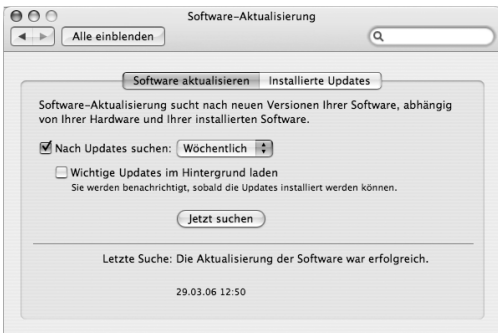 Software-Aktualisierung
Alle einblenden
Software aktualisieren Installierte Updates
Software-Aktualisierung sucht nach neuen Versionen Ihrer Software, abhängig
von Ihrer Hardware und Ihrer installierten Software.
Nach Updates suchen: Wöchentlich
Wichtige Updates im Hintergrund laden
Sie werden benachrichtigt, sobald die Updates installiert werden können.
Jetzt suchen
Letzte Suche: Die Aktualisierung der Software war erfolgreich.
29.03.06 12:50